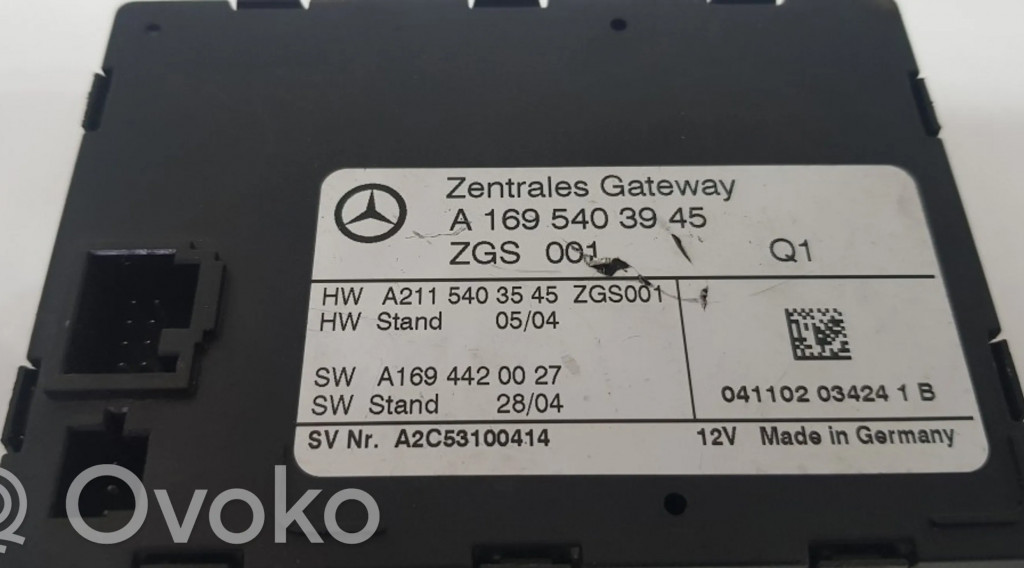 Zentrales Gateway
A 169 540 39 45
ZGS 001 Q1
HW A211 540 35 45 ZGS001
HW Stand 05/04
SW A169 442 00 27
SW Stand 28/04
041102 03424 1 B
SV Nr. A2C53100414 12V Made in Germany
Ovoko